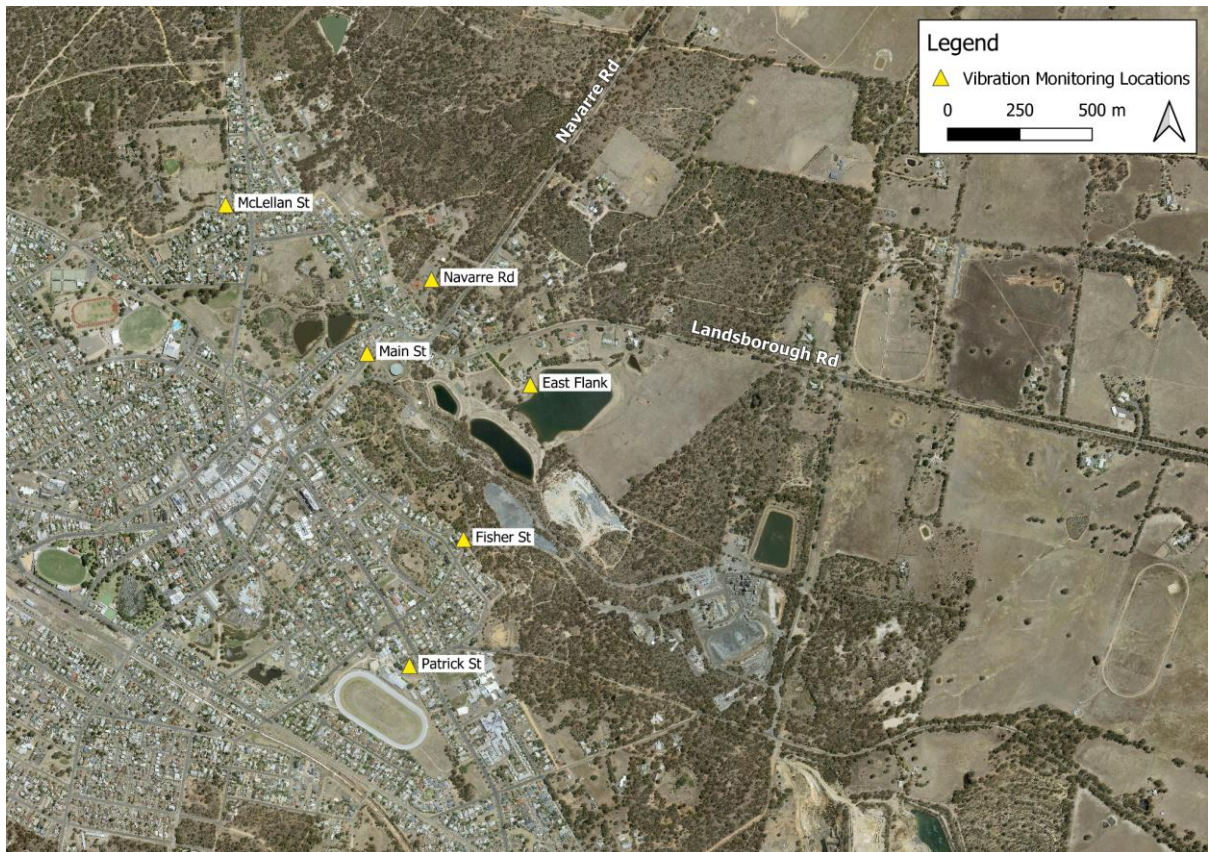 Legend
Vibration Monitoring Locations
0 250 500 m
Navarre Rd
McLellan St
Navarre Rd
Landsborough Rd
Main St
East Flank
Fisher St
Patrick St